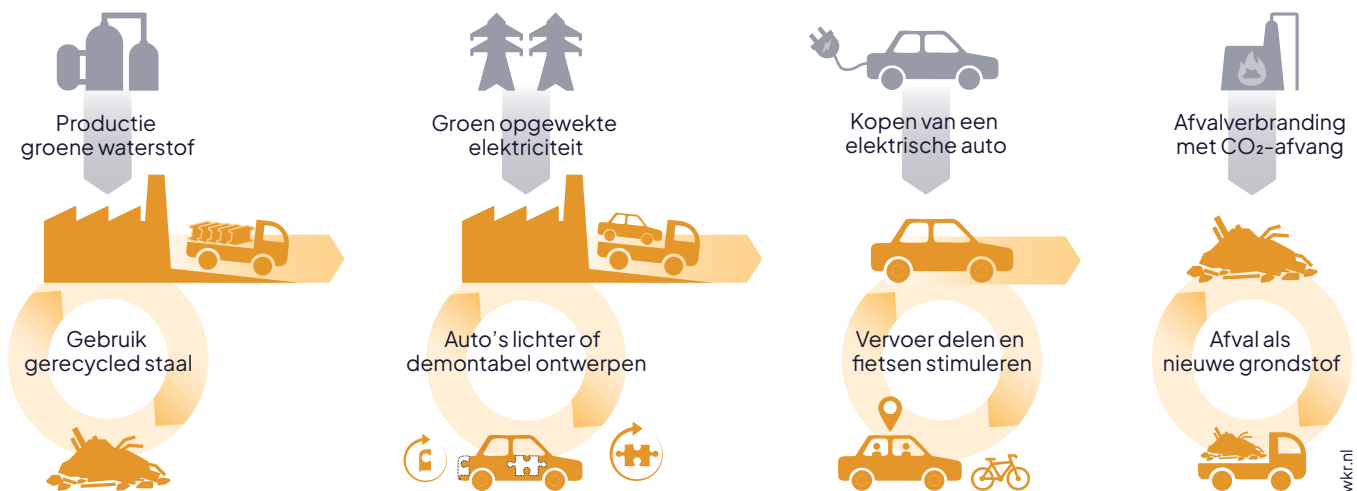 Productie
groene waterstof
Groen opgewekte
elektriciteit
Kopen van een
elektrische auto
Afvalverbranding
met CO₂-afvang
Gebruik
gerecycled staal
Auto's lichter of
demontabel ontwerpen
Vervoer delen en
fietsen stimuleren
Afval als
nieuwe grondstof
wkr.nl